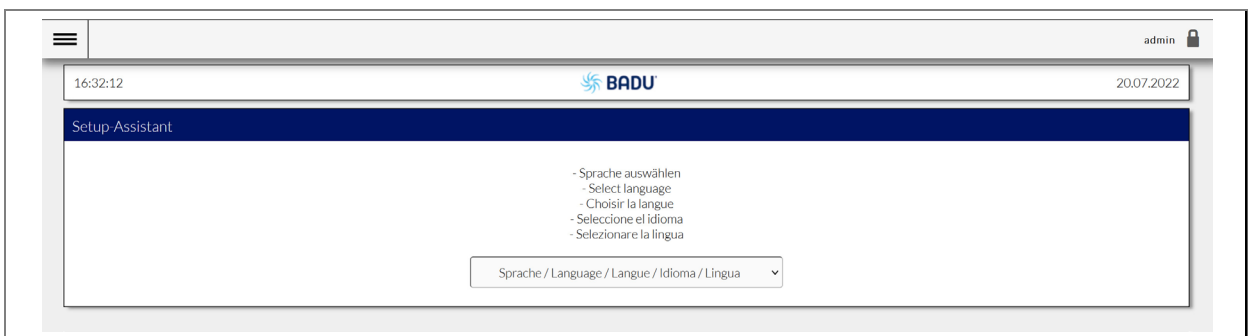 admin
16:32:12
BADU
20.07.2022
Setup-Assistant
- Sprache auswählen
- Select language
- Choisir la langue
- Seleccione el idioma
- Selezionare la lingua
Sprache / Language / Langue / Idioma / Lingua